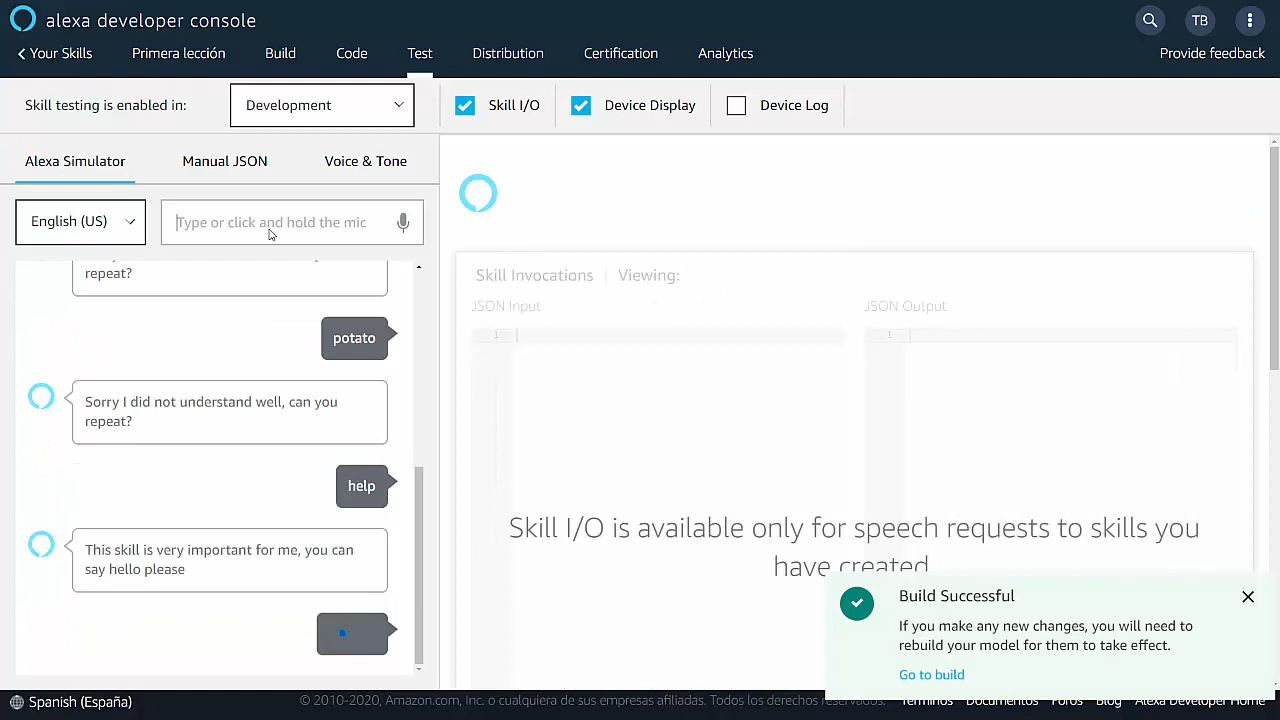 alexa developer console
TB
Your Skills
Primera lección
Build
Code
Test
Distribution
Certification
Analytics
Provide feedback
Skill testing is enabled in:
Development
Skill I/O
Device Display
Device Log
Alexa Simulator
Manual JSON
Voice & Tone
English (US)
Type or click and hold the mic
repeat?
potato
Sorry I did not understand well, can you
repeat?
help
This skill is very important for me, you can
say hello please
Skill Invocations | Viewing:
JSON Input
JSON Output
1
1
Skill I/O is available only for speech requests to skills you
have created
Build Successful
If you make any new changes, you will need to
rebuild your model for them to take effect.
Go to build
Spanish (España)
© 2010-2020, Amazon.com, Inc. o cualquiera de sus empresas afiliadas. Todos los derechos reservados.
Términos
Documentos
Foros
Blog
Alexa Developer Home